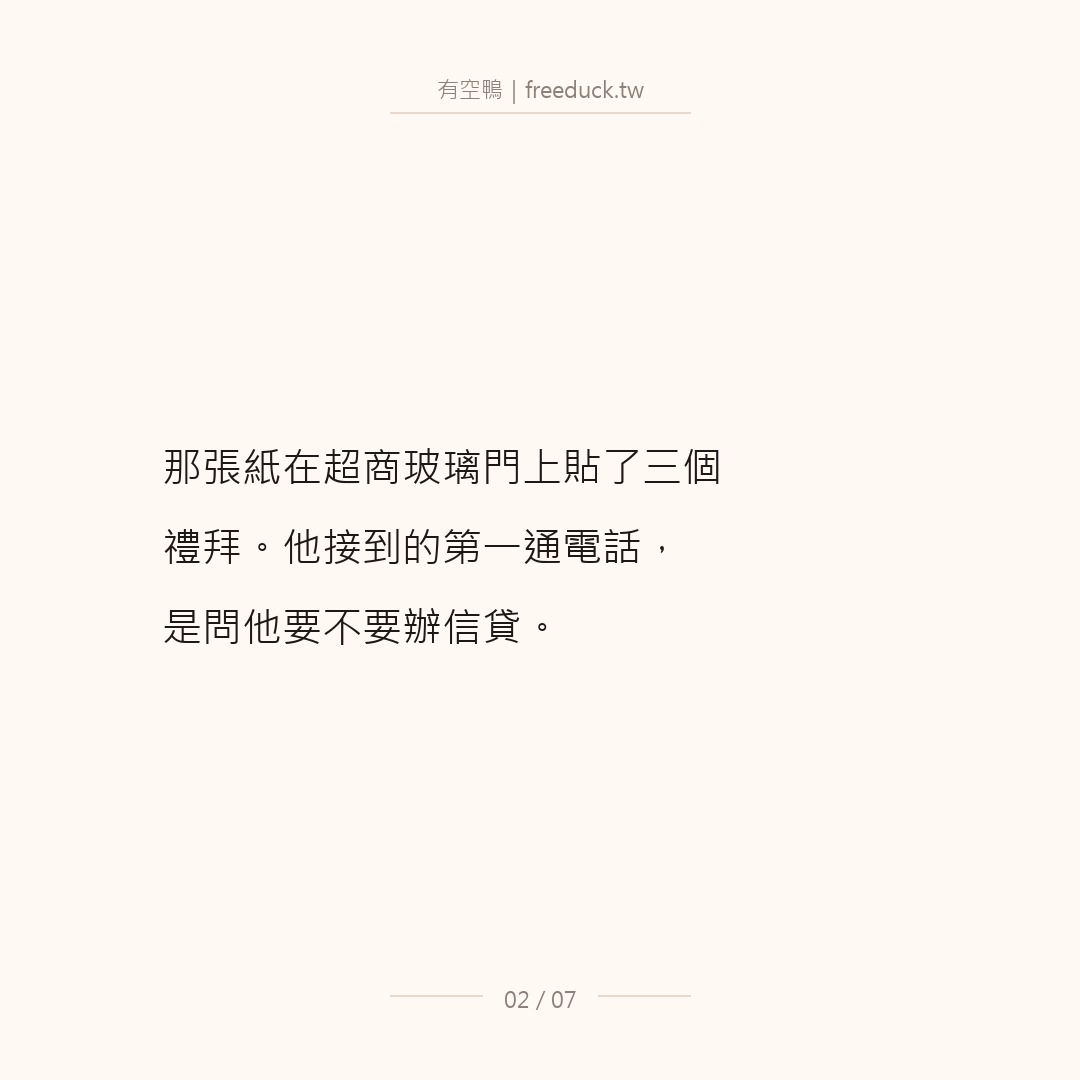 有空鴨 | freeduck.tw
那張紙在超商玻璃門上貼了三個
禮拜。他接到的第一通電話，
是問他要不要辦信貸。
02 / 07